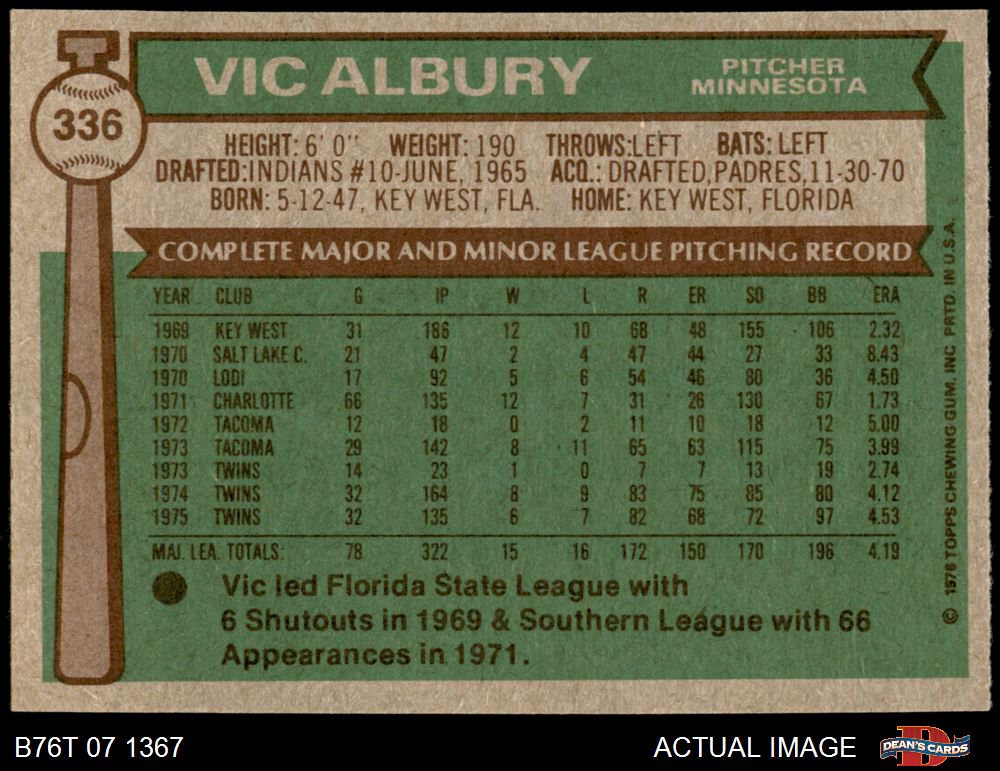 VIC ALBURY
PITCHER
MINNESOTA
336
HEIGHT: 6' 0" WEIGHT: 190 THROWS: LEFT BATS: LEFT
DRAFTED: INDIANS #10-JUNE, 1965 ACQ.: DRAFTED, PADRES, 11-30-70
BORN: 5-12-47, KEY WEST, FLA. HOME: KEY WEST, FLORIDA
COMPLETE MAJOR AND MINOR LEAGUE PITCHING RECORD
YEAR CLUB G IP W L R ER SO BB ERA
1969 KEY WEST 31 186 12 10 68 48 155 106 2.32
1970 SALT LAKE C. 21 47 2 4 47 44 27 33 8.43
1970 LODI 17 92 5 6 54 46 80 36 4.50
1971 CHARLOTTE 66 135 12 7 31 26 130 67 1.73
1972 TACOMA 12 18 0 2 11 10 18 12 5.00
1973 TACOMA 29 142 8 11 65 63 115 75 3.99
1973 TWINS 14 23 1 0 7 7 13 19 2.74
1974 TWINS 32 164 8 9 83 75 85 80 4.12
1975 TWINS 32 135 6 7 82 68 72 97 4.53
MAJ. LEA. TOTALS: 78 322 15 16 172 150 170 196 4.19
Vic led Florida State League with
6 Shutouts in 1969 & Southern League with 66
Appearances in 1971.
© 1976 TOPPS CHEWING GUM, INC PRTD. IN U.S.A.
B76T 07 1367
ACTUAL IMAGE
DEAN'S CARDS